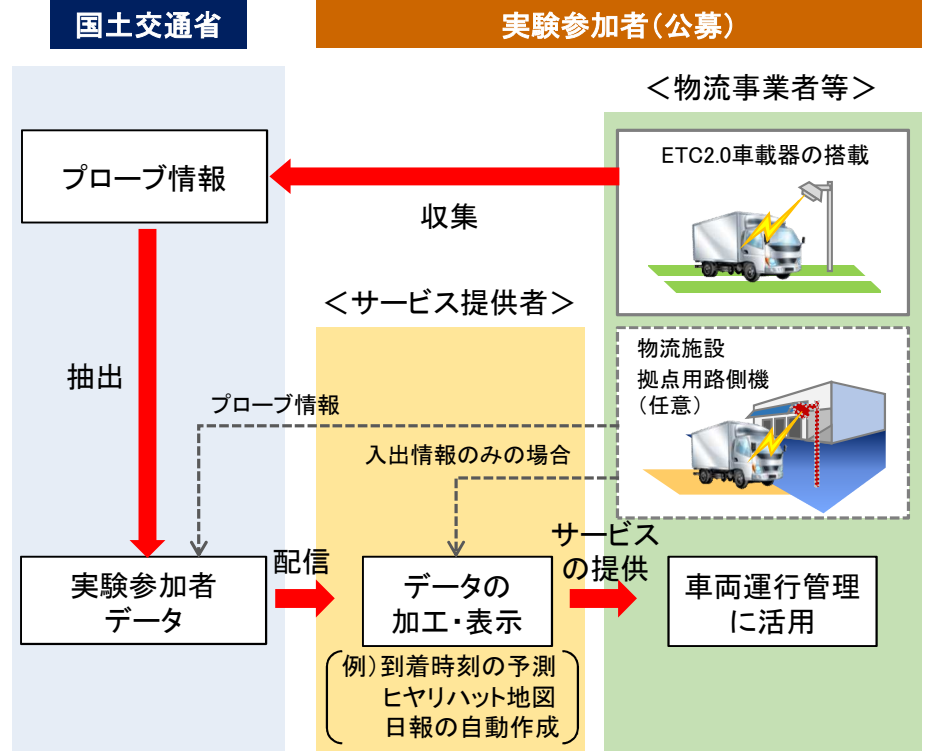 国土交通省
実験参加者（公募）
＜物流事業者等＞
ETC2.0車載器の搭載
プローブ情報
収集
＜サービス提供者＞
物流施設
拠点用路側機
（任意）
抽出
プローブ情報
入出情報のみの場合
サービス
の提供
配信
実験参加者
データ
データの
加工・表示
車両運行管理
に活用
例）到着時刻の予測
ヒヤリハット地図
日報の自動作成